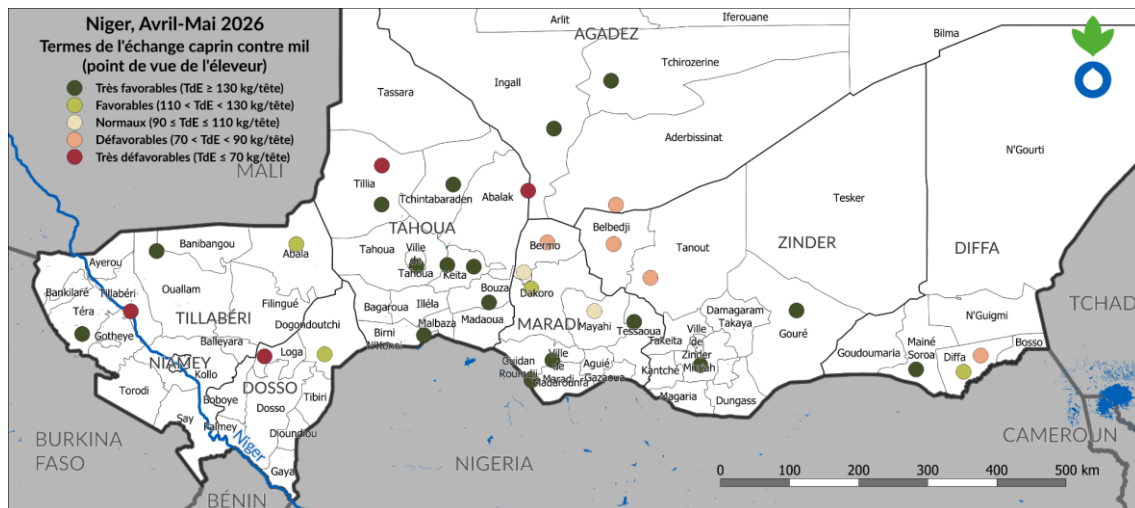 Niger, Avril-Mai 2026
Termes de l'échange caprin contre mil
(point de vue de l'éleveur)
Très favorables (TdE ≥ 130 kg/tête)
Favorables (110 < TdE < 130 kg/tête)
Normaux (90 ≤ TdE ≤ 110 kg/tête)
Défavorables (70 < TdE < 90 kg/tête)
Très défavorables (TdE ≤ 70 kg/tête)
Arlit
Iferouane
AGADEZ
Bilma
Tchirozerine
Ingall
Tassara
Aderbissinat
N'Gourti
MALI
Tillia
Tchintabaraden
Abalak
Tesker
TAHOUA
Belbedji
Banibangou
Abala
Tahoua
Ville de
Tahoua
Keita
Bermo
Tanout
ZINDER
DIFFA
Ayerou
Ouallam
Bankilaré
Tillabéri
Téra
Filingué
Bouza
Dakoro
Bagaroua
Illéla
Madaoua
TCHAD
Gotheye
TILLABÉRI
Dogondoutchi
Malbaza
Birni
N'Konni
MARADI
Mayahi
Tessaoua
Damagaram
Takaya
Gouré
N'Guigmi
Balleyara
Takeita
Ville
de
Zinder
Mirriah
Goudoumaria
Mainé
Soroa
Diffa
Bosso
NIAMEY
Kollo
Loga
Guidan
Roumdji
Ville
de
Maradi
Madarounfa
Aguié
Gazaoua
Kantché
Torodi
DOSSO
Boboye
Tibiri
Magaria
Dungass
Say
Dosso
Falmey
Dioundiou
BURKINA
FASO
Niger
Gaya
NIGERIA
CAMEROUN
BÉNIN
0 100 200 300 400 500 km